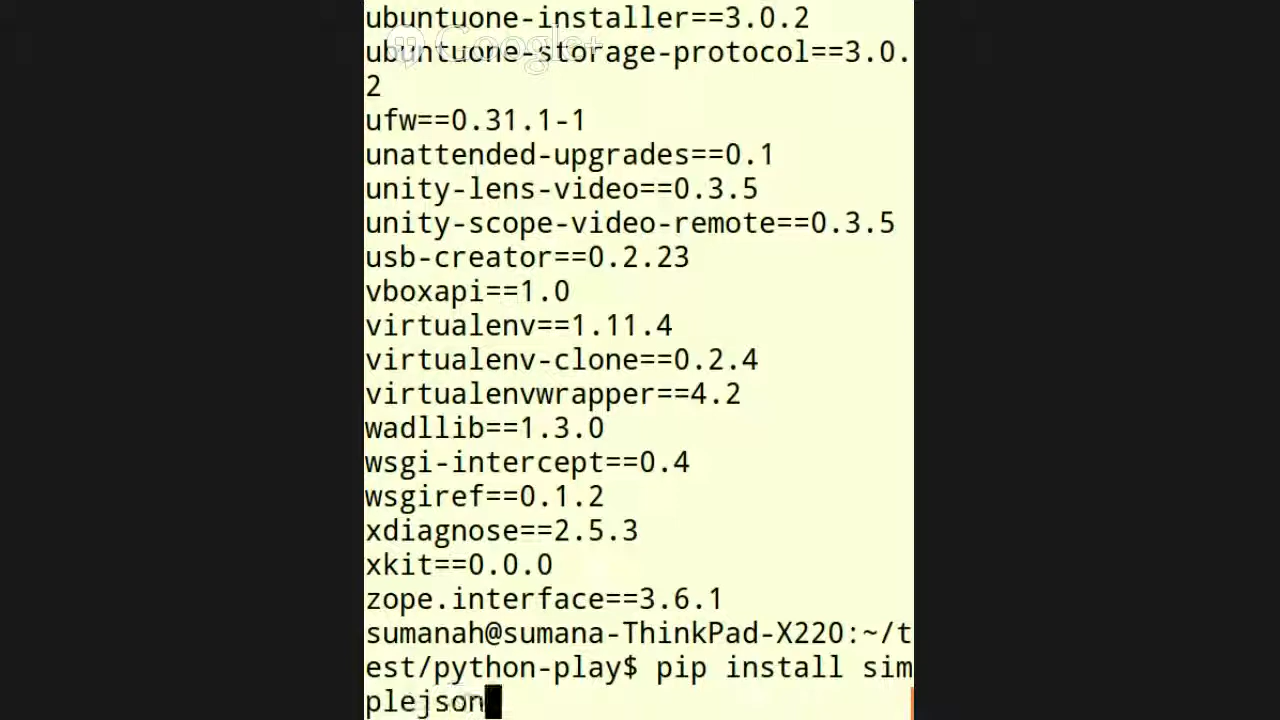 ubuntuone-installer==3.0.2
Google+
ubuntuone-storage-protocol==3.0.
2
ufw==0.31.1-1
unattended-upgrades==0.1
unity-lens-video==0.3.5
unity-scope-video-remote==0.3.5
usb-creator==0.2.23
vboxapi==1.0
virtualenv==1.11.4
virtualenv-clone==0.2.4
virtualenvwrapper==4.2
wadllib==1.3.0
wsgi-intercept==0.4
wsgiref==0.1.2
xdiagnose==2.5.3
xkit==0.0.0
zope.interface==3.6.1
sumanah@sumana-ThinkPad-X220:~/t
est/python-play$ pip install sim
plejson